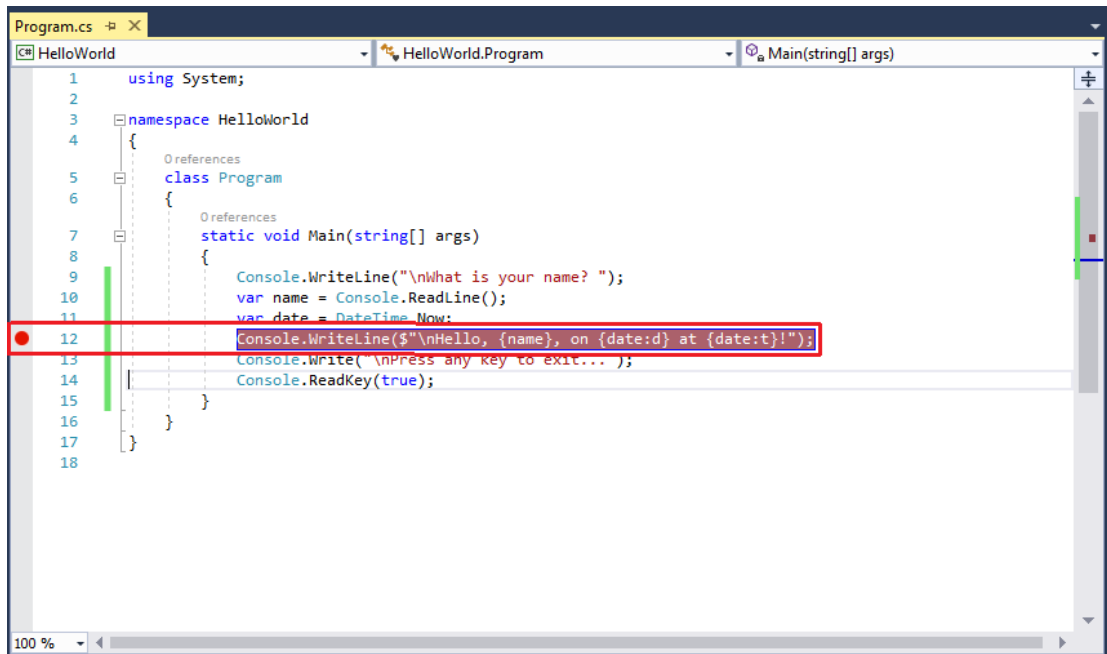 Program.cs
C# HelloWorld HelloWorld.Program Main(string[] args)
1 using System;
2
3 namespace HelloWorld
4 {
0 references
5 class Program
6 {
0 references
7 static void Main(string[] args)
8 {
9 Console.WriteLine("\nWhat is your name? ");
10 var name = Console.ReadLine();
11 var date = DateTime.Now;
12 Console.WriteLine($"\nHello, {name}, on {date:d} at {date:t}!");
13 Console.Write("\nPress any key to exit... ");
14 Console.ReadKey(true);
15 }
16 }
17 }
18
100 %